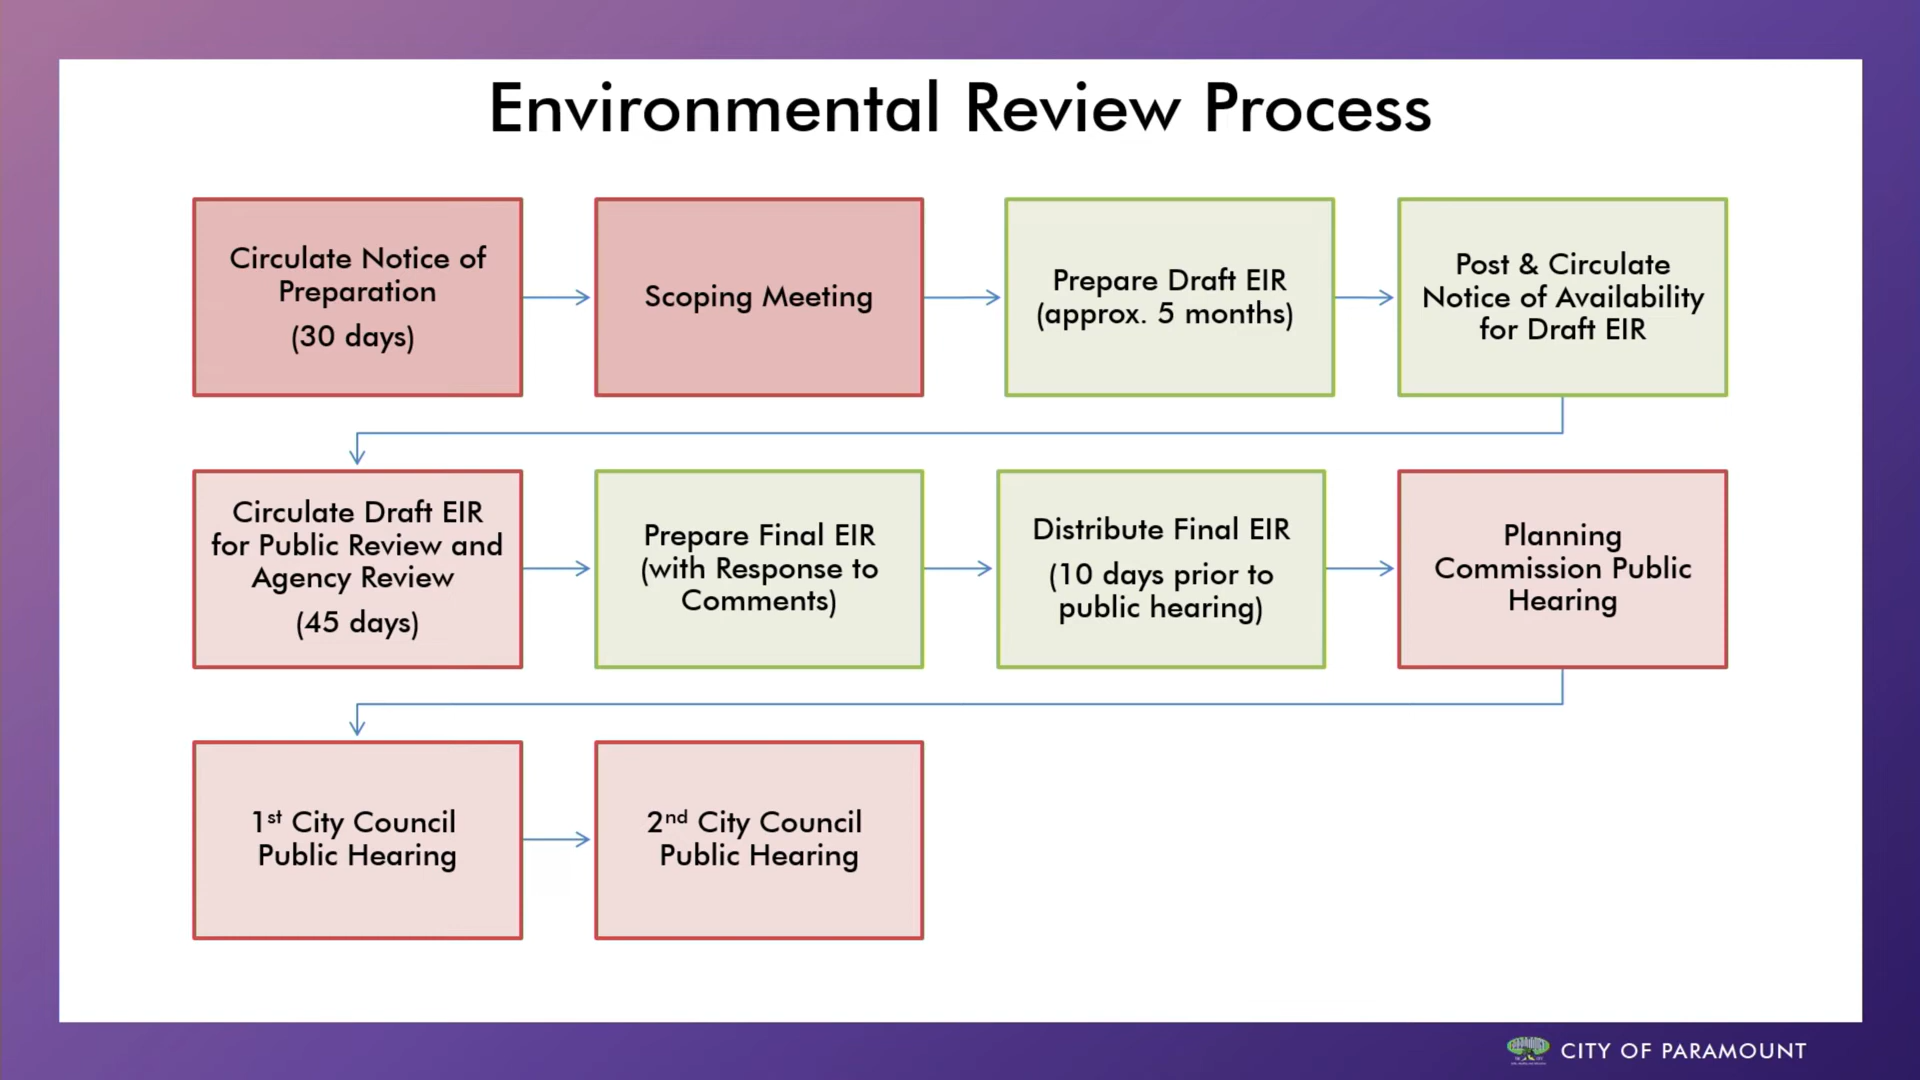 Environmental Review Process
Circulate Notice of
Preparation
(30 days)
Scoping Meeting
Prepare Draft EIR
(approx. 5 months)
Post & Circulate
Notice of Availability
for Draft EIR
Circulate Draft EIR
for Public Review and
Agency Review
(45 days)
Prepare Final EIR
(with Response to
Comments)
Distribute Final EIR
(10 days prior to
public hearing)
Planning
Commission Public
Hearing
1st City Council
Public Hearing
2nd City Council
Public Hearing
CITY OF PARAMOUNT